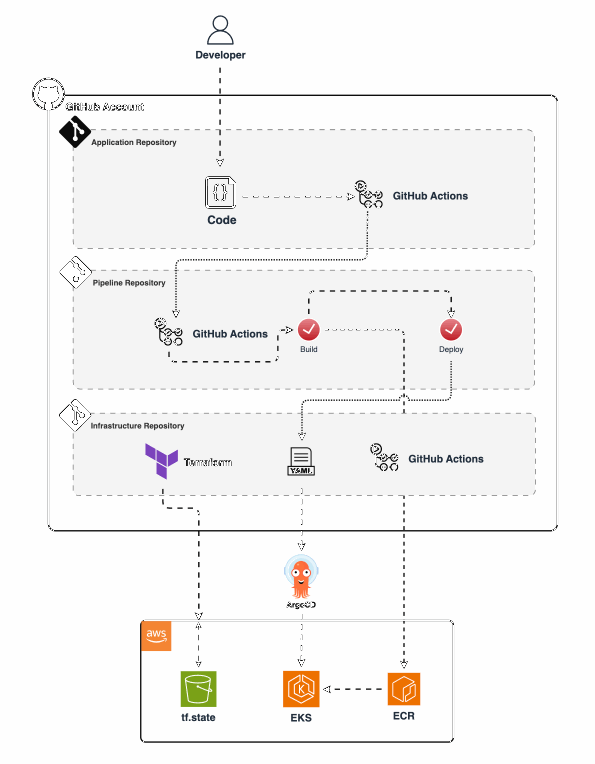 Developer
GitHub Account
Application Repository
Code
GitHub Actions
Pipeline Repository
GitHub Actions
Build
Deploy
Infrastructure Repository
Terraform
YAML
GitHub Actions
ArgoCD
aws
tf.state
EKS
ECR